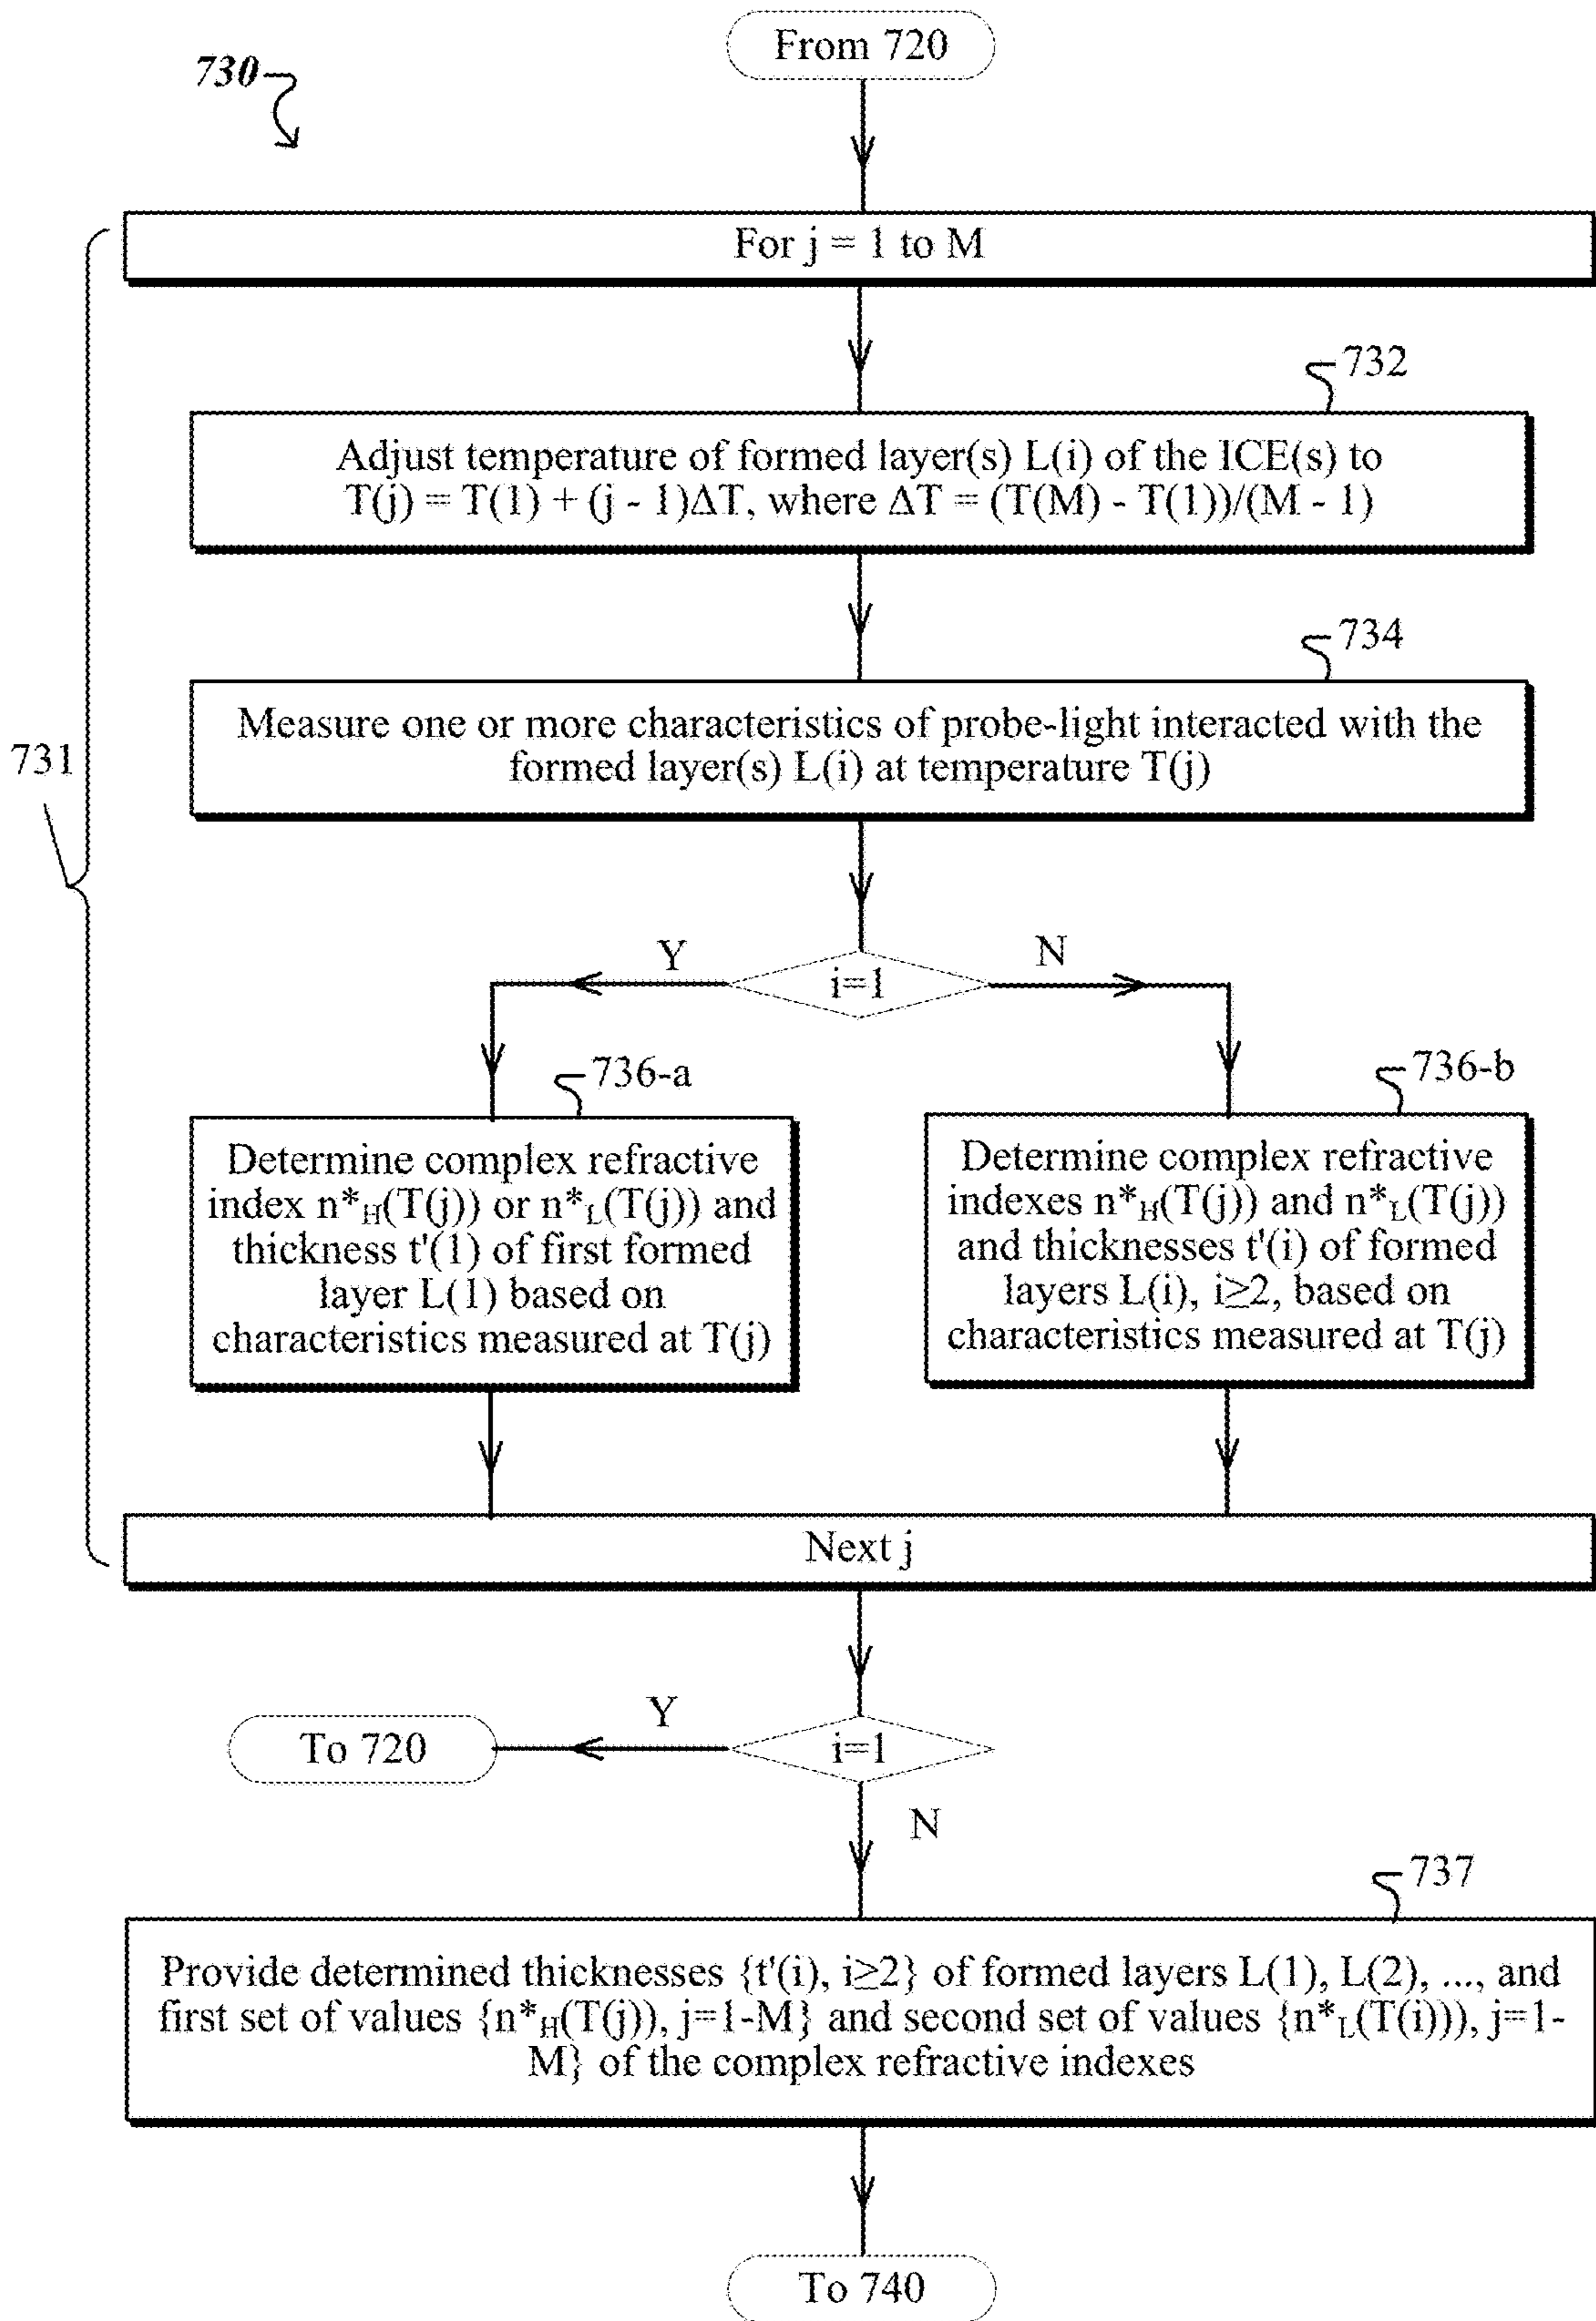 From 720
730
For j = 1 to M
732
Adjust temperature of formed layer(s) L(i) of the ICE(s) to
T(j) = T(1) + (j - 1)ΔT, where ΔT = (T(M) - T(1))/(M - 1)
734
Measure one or more characteristics of probe-light interacted with the
formed layer(s) L(i) at temperature T(j)
731
Y
N
i=1
736-a
736-b
Determine complex refractive
index n*H(T(j)) or n*L(T(j)) and
thickness t'(1) of first formed
layer L(1) based on
characteristics measured at T(j)
Determine complex refractive
indexes n*H(T(j)) and n*L(T(j))
and thicknesses t'(i) of formed
layers L(i), i≥2, based on
characteristics measured at T(j)
Next j
Y
To 720
i=1
N
737
Provide determined thicknesses {t'(i), i≥2} of formed layers L(1), L(2), ..., and
first set of values {n*H(T(j)), j=1-M} and second set of values {n*L(T(i))), j=1-
M} of the complex refractive indexes
To 740